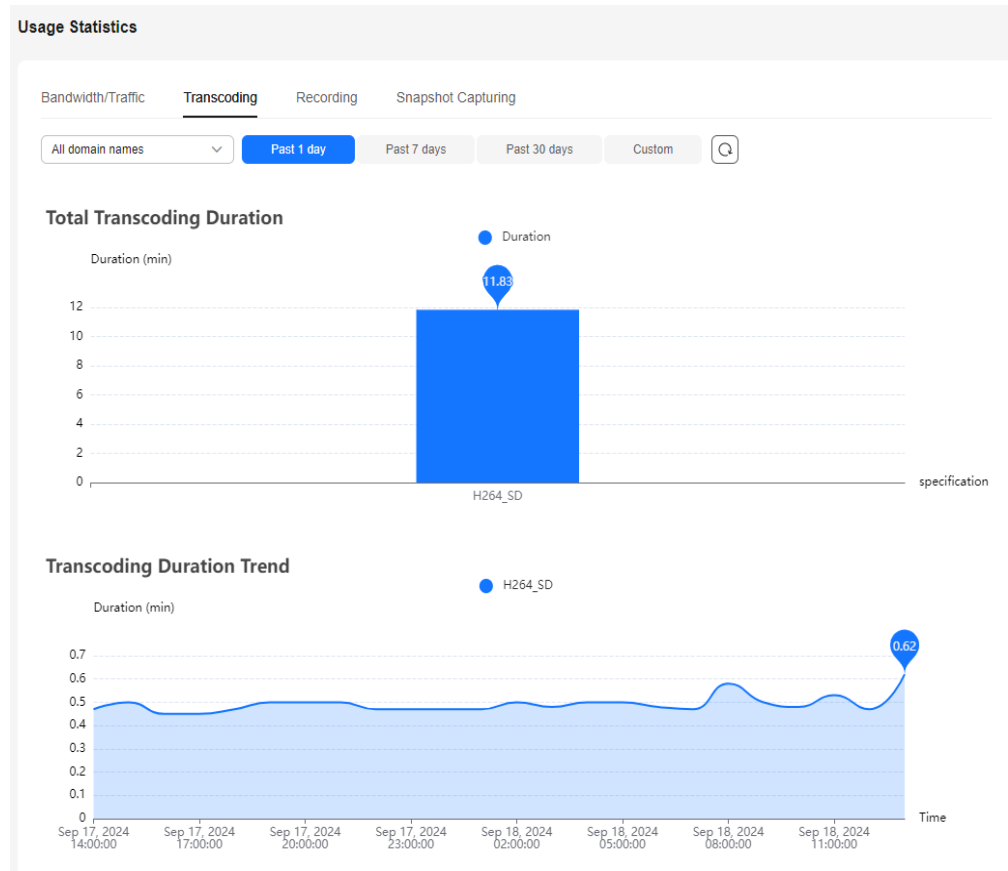 Usage Statistics
Bandwidth/Traffic Transcoding Recording Snapshot Capturing
All domain names Past 1 day Past 7 days Past 30 days Custom
Total Transcoding Duration
Duration
Duration (min)
11.83
12
10
8
6
4
2
0
specification
H264_SD
Transcoding Duration Trend
H264_SD
Duration (min)
0.62
0.7
0.6
0.5
0.4
0.3
0.2
0.1
0
Time
Sep 17, 2024 Sep 17, 2024 Sep 17, 2024 Sep 17, 2024 Sep 18, 2024 Sep 18, 2024 Sep 18, 2024 Sep 18, 2024
14:00:00 17:00:00 20:00:00 23:00:00 02:00:00 05:00:00 08:00:00 11:00:00